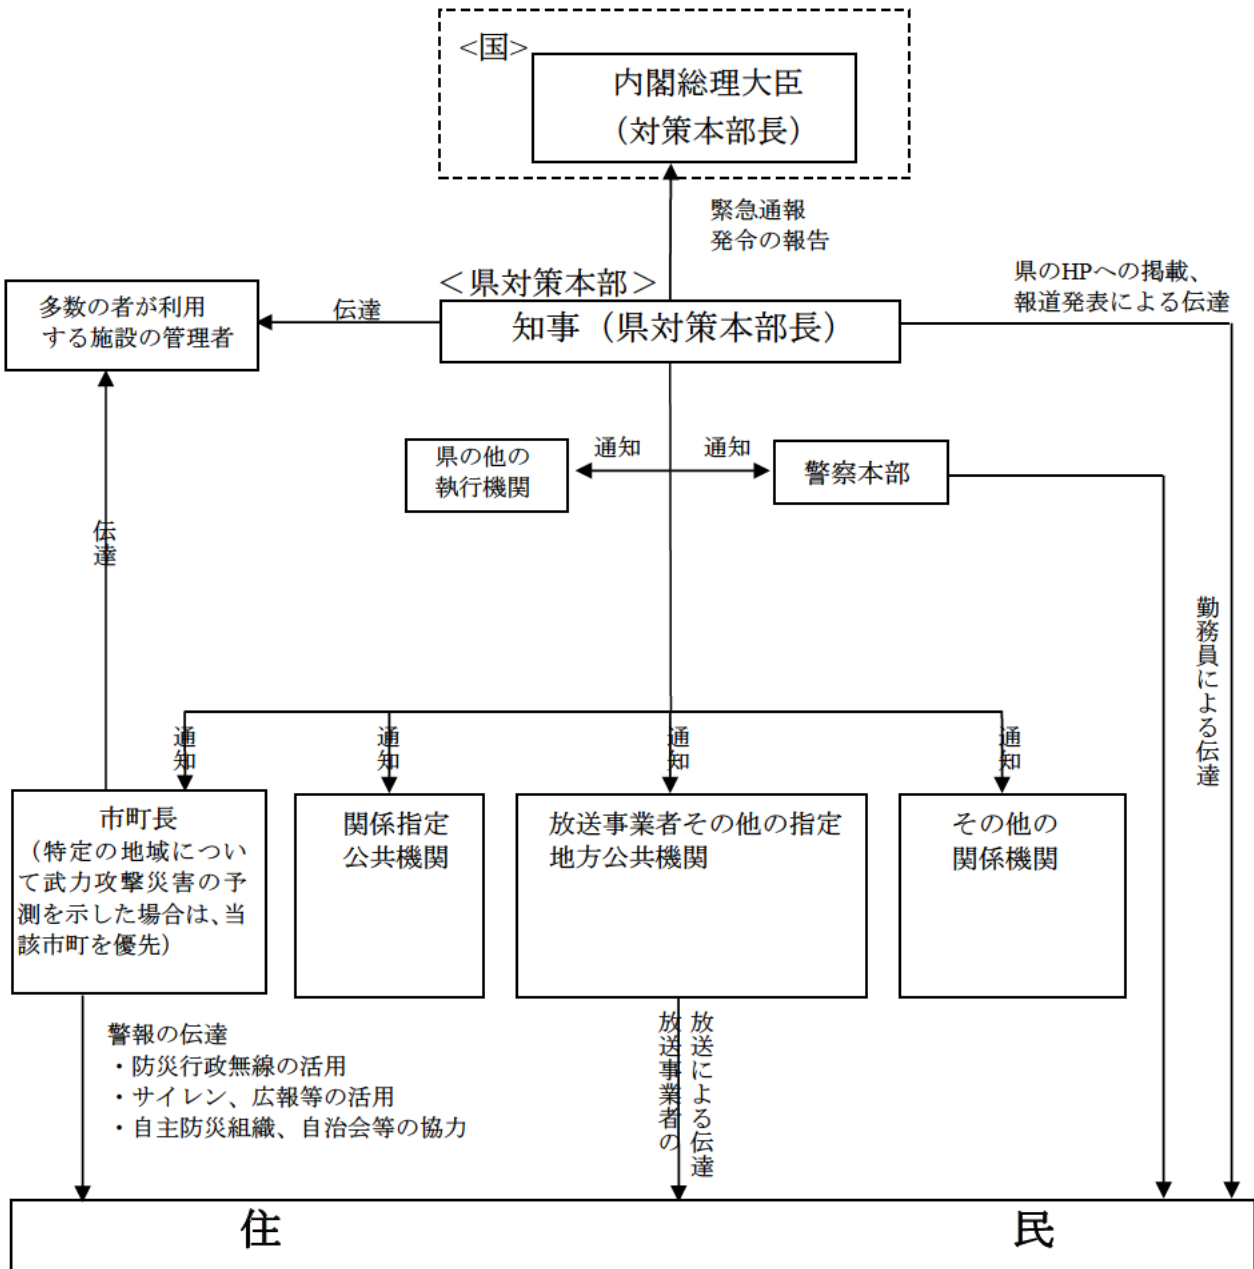 <国>
内閣総理大臣
(対策本部長)
緊急通報
発令の報告
県のHPへの掲載、
報道発表による伝達
<県対策本部>
知事(県対策本部長)
伝達
多数の者が利用
する施設の管理者
通知
通知
県の他の
執行機関
警察本部
伝達
勤務員による伝達
通知
通知
通知
通知
市町長
(特定の地域につい
て武力攻撃災害の予
測を示した場合は、当
該市町を優先)
関係指定
公共機関
放送事業者その他の指定
地方公共機関
その他の
関係機関
警報の伝達
・防災行政無線の活用
・サイレン、広報等の活用
・自主防災組織、自治会等の協力
放送事業者の
放送による伝達
住 民